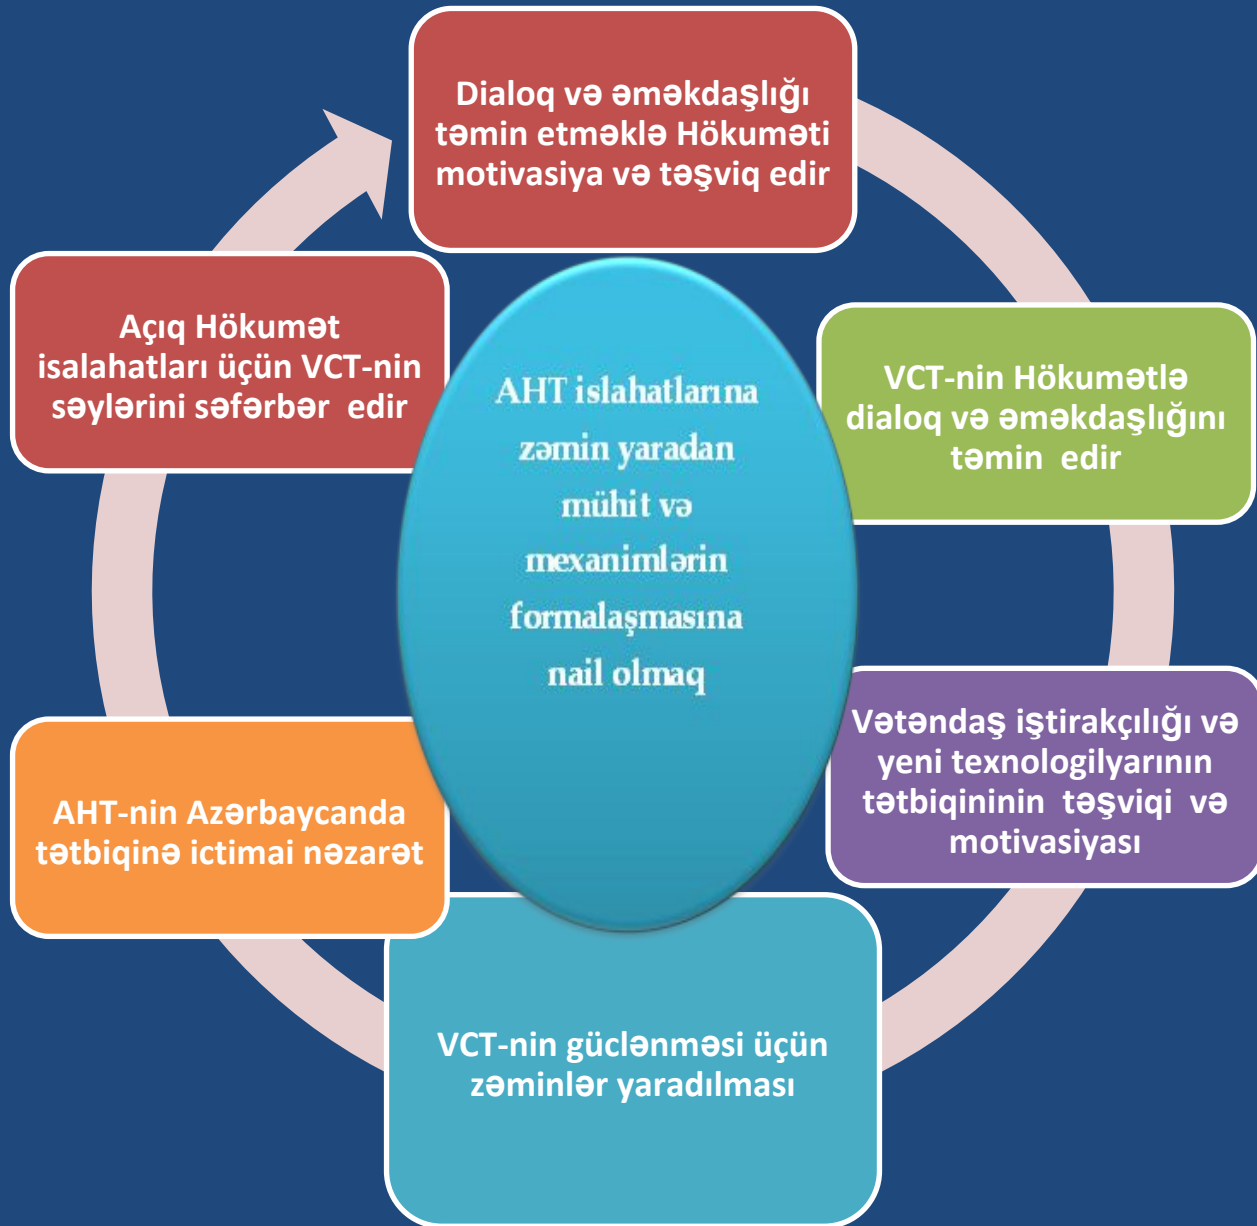 Dialoq və əməkdaşlığı
təmin etməklə Hökuməti
motivasiya və təşviq edir
VCT-nin Hökumətlə
dialoq və əməkdaşlığını
təmin edir
Vətəndaş iştirakçılığı və
yeni texnologilyarının
tətbiqininin təşviqi və
motivasiyası
VCT-nin güclənməsi üçün
zəminlər yaradılması
AHT-nin Azərbaycanda
tətbiqinə ictimai nəzarət
Açıq Hökumət
isalahatları üçün VCT-nin
səylərini səfərbər edir
AHT islahatlarına
zəmin yaradan
mühit və
mexanimlərin
formalaşmasına
nail olmaq